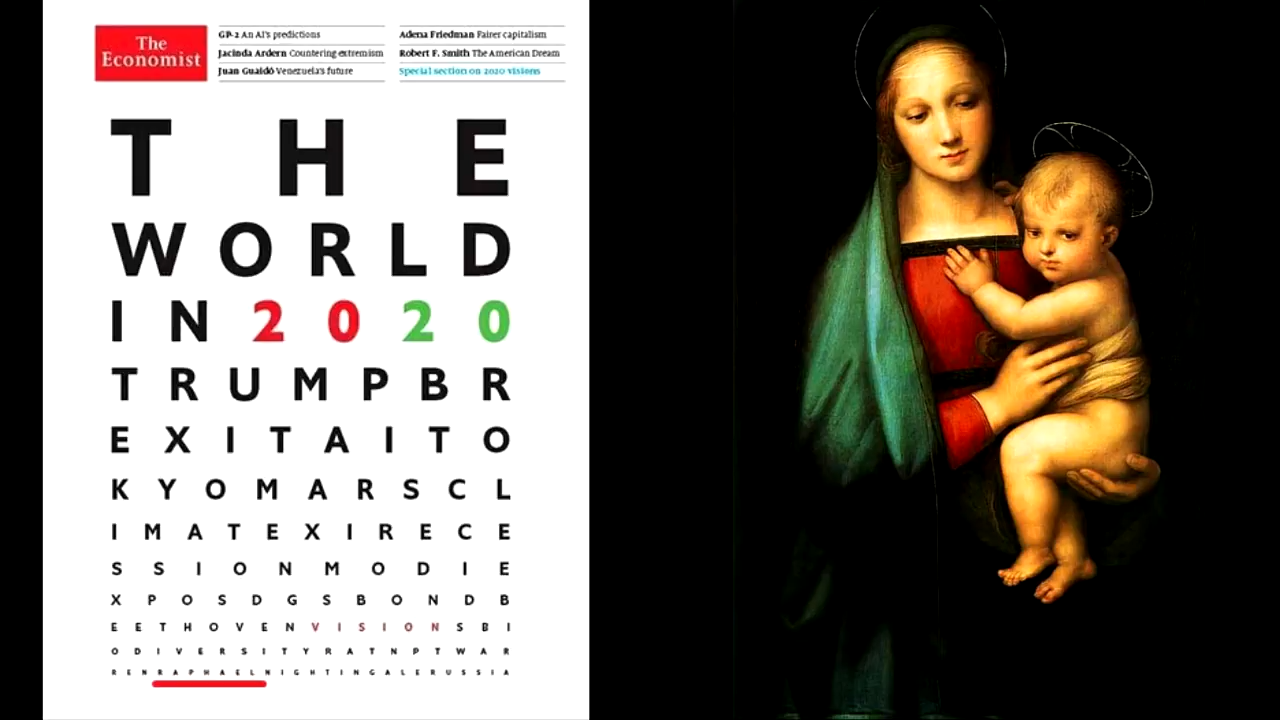 The
Economist
GP-2 An AI's predictions
Jacinda Ardern Countering extremism
Juan Guaidó Venezuela's future
Adena Friedman Fairer capitalism
Robert F. Smith The American Dream
Special section on 2020 visions
T H E
W O R L D
I N 2 0 2 0
T R U M P B R
E X I T A I T O
K Y O M A R S C L
I M A T E X I R E C E
S S I O N M O D I E
X P O S D G S B O N D B
E E T H O V E N V I S I O N S B I
O D I V E R S I T Y R A T N P T W A R
R E N R A P H A E L N I G H T I N G A L E R U S S I A